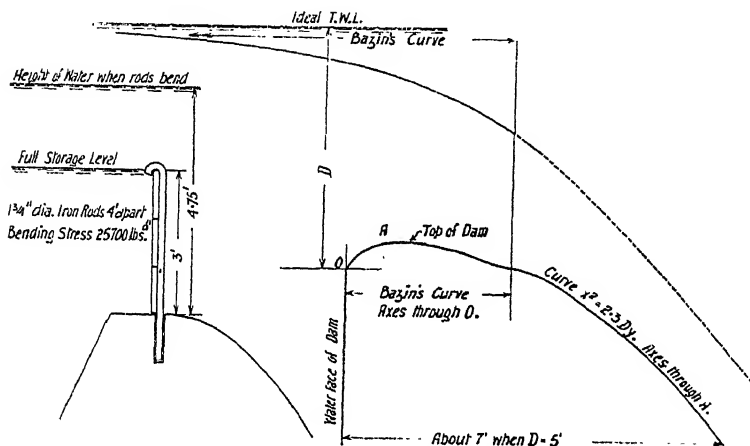 Ideal T.W.L.
Bazin's Curve
Height of Water when rods bend
D
Full Storage Level
4·75'
3'
1¾" dia. Iron Rods 4' apart
Bending Stress 25700 lbs. □"
A
Top of Dam
O
Bazin's Curve
Axes through O.
Curve x² = 2·3 Dy. Axes through A.
Water Face of Dam
About 7' when D = 5'